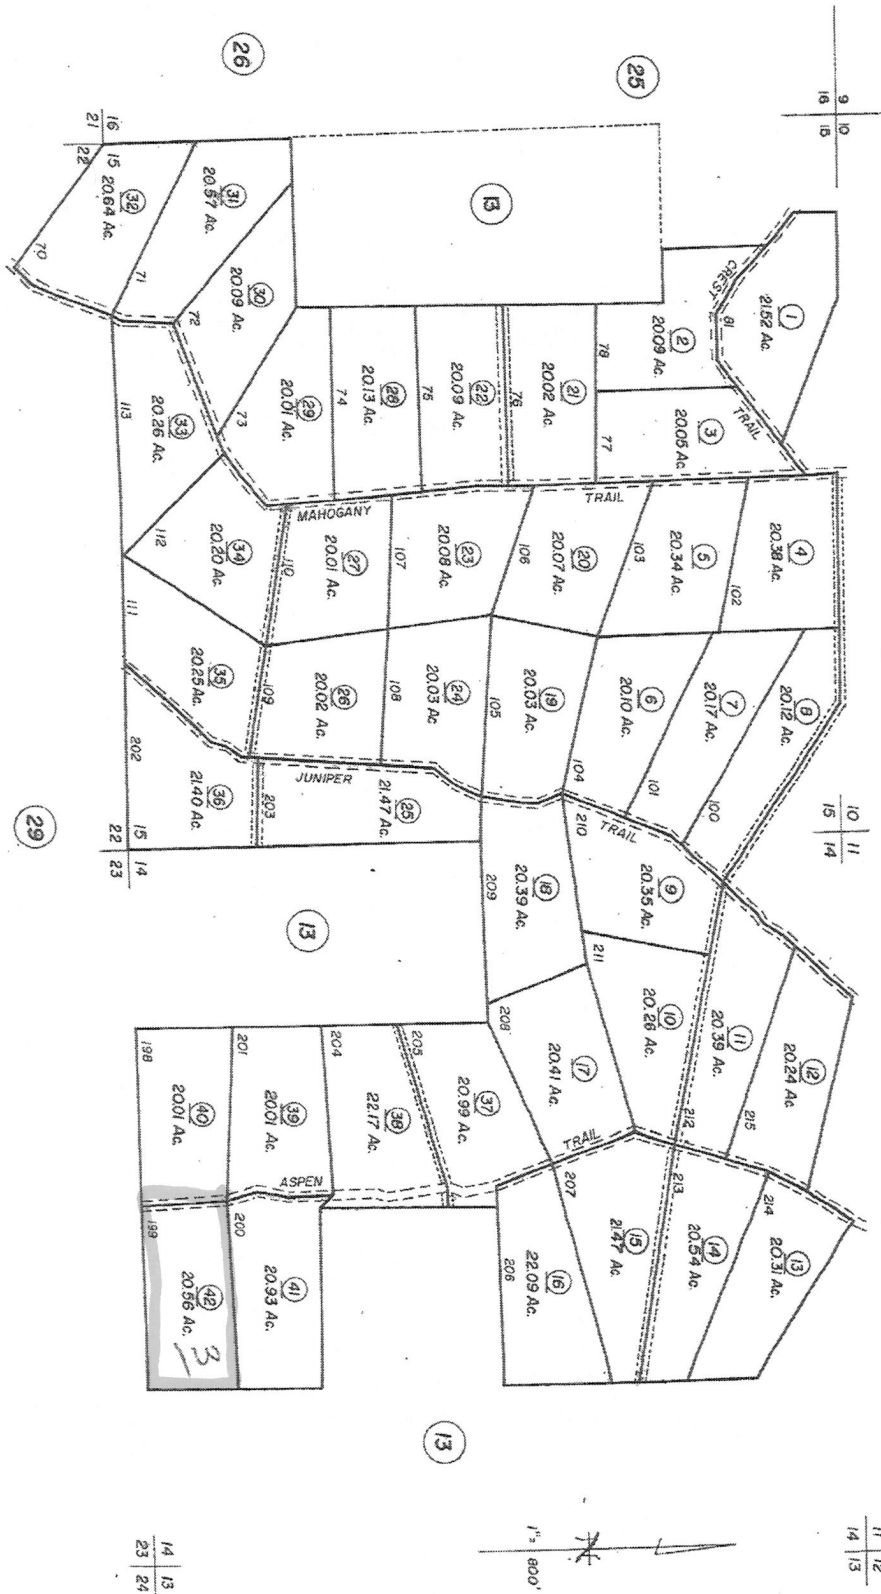 26
25
9 10
16 15
16
21
15
22
32
20.64 Ac.
70
31
20.57 Ac.
71
30
20.09 Ac.
72
13
1
21.52 Ac.
CREST
81
TRAIL
2
20.09 Ac.
78
3
20.05 Ac.
77
21
20.02 Ac.
76
22
20.09 Ac.
75
28
20.13 Ac.
74
29
20.01 Ac.
73
33
20.26 Ac.
113
MAHOGANY
TRAIL
4
20.38 Ac.
102
5
20.34 Ac.
103
20
20.07 Ac.
106
23
20.08 Ac.
107
27
20.01 Ac.
110
34
20.20 Ac.
112
8
20.12 Ac.
100
7
20.17 Ac.
101
6
20.10 Ac.
104
19
20.03 Ac.
105
24
20.03 Ac.
108
26
20.02 Ac.
109
35
20.25 Ac.
111
JUNIPER
TRAIL
36
21.40 Ac.
202
203
25
21.47 Ac.
29
15 14
22 23
10 11
15 14
9
20.35 Ac.
210
18
20.39 Ac.
209
10
20.26 Ac.
211
11
20.39 Ac.
212
12
20.24 Ac.
215
17
20.41 Ac.
208
13
37
20.99 Ac.
205
38
22.17 Ac.
204
39
20.01 Ac.
201
40
20.01 Ac.
198
ASPEN
TRAIL
13
20.31 Ac.
214
14
20.54 Ac.
213
15
21.47 Ac.
207
16
22.09 Ac.
206
41
20.93 Ac.
200
42
20.56 Ac.
199
3
13
1"= 800'
11 12
14 13
14 13
23 24